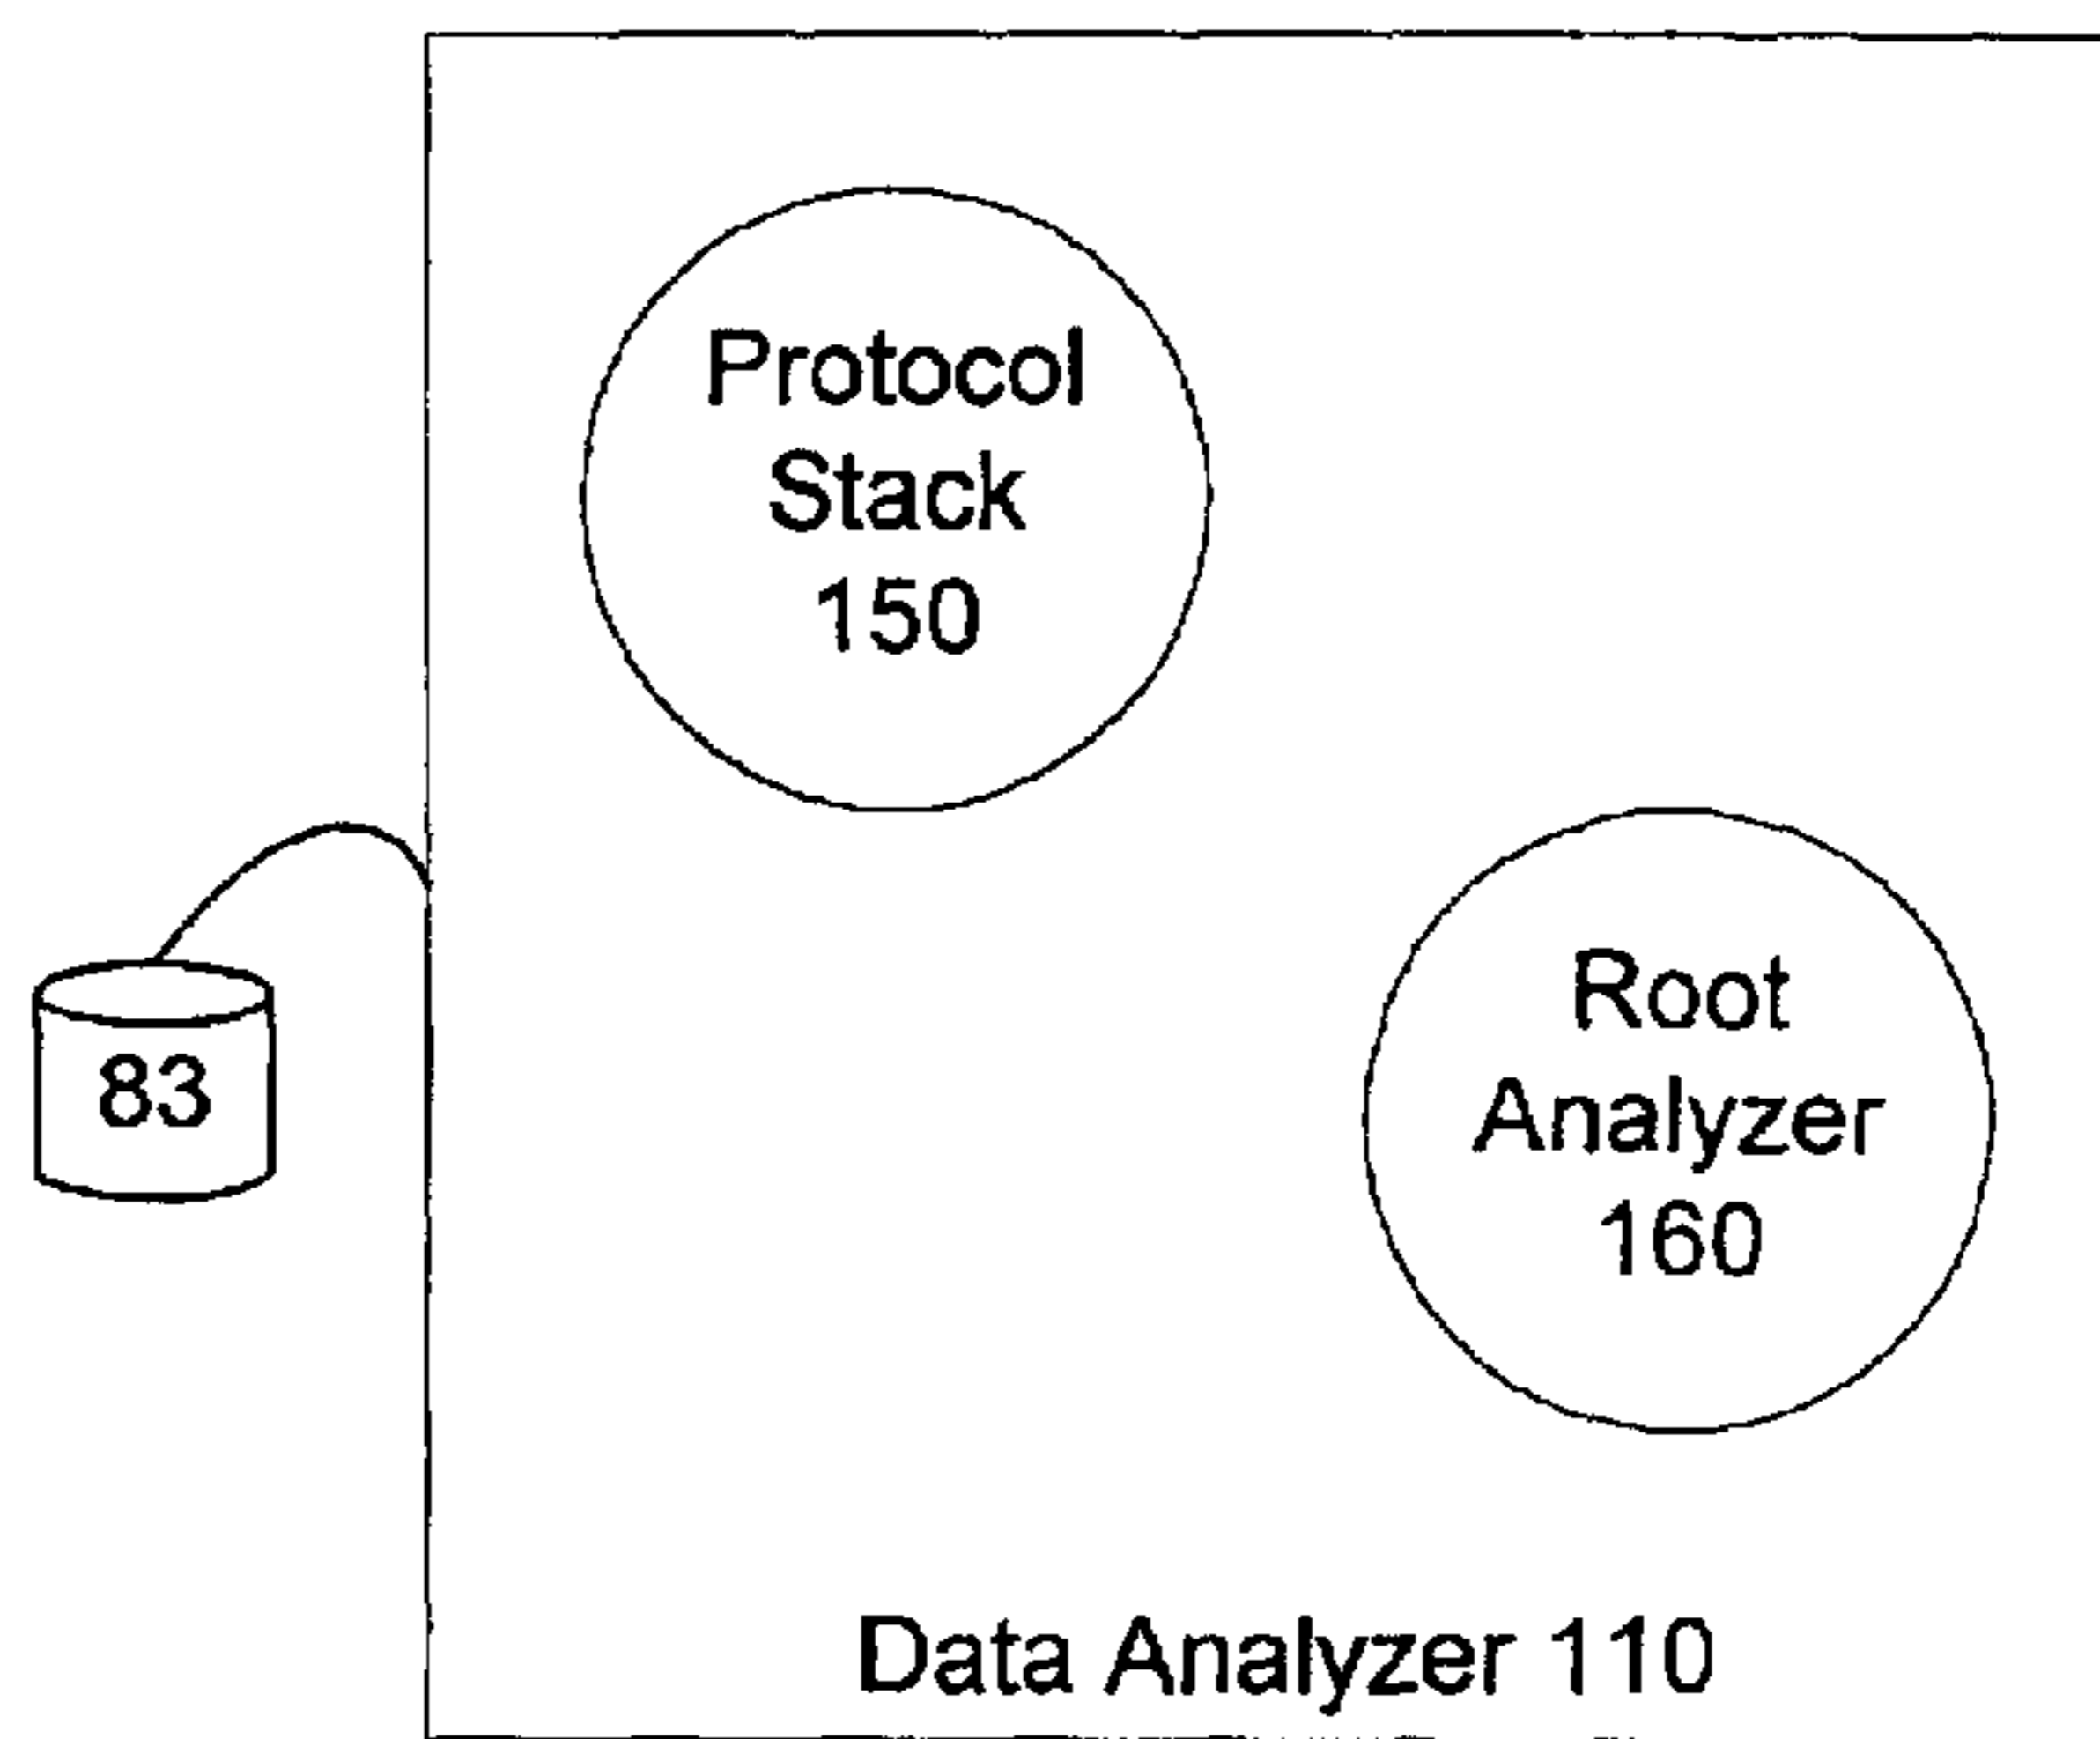 Protocol
Stack
150
83
Root
Analyzer
160
Data Analyzer 110